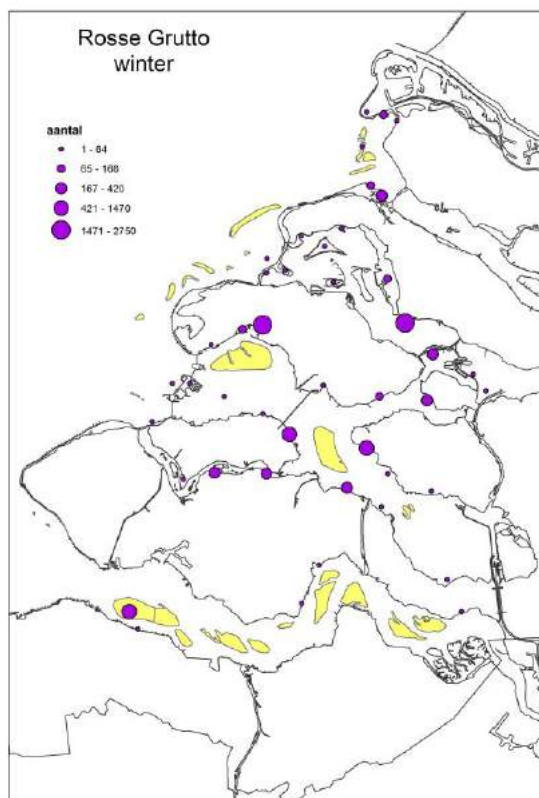 Rosse Grutto
winter
aantal
1 - 64
65 - 166
167 - 420
421 - 1470
1471 - 2750